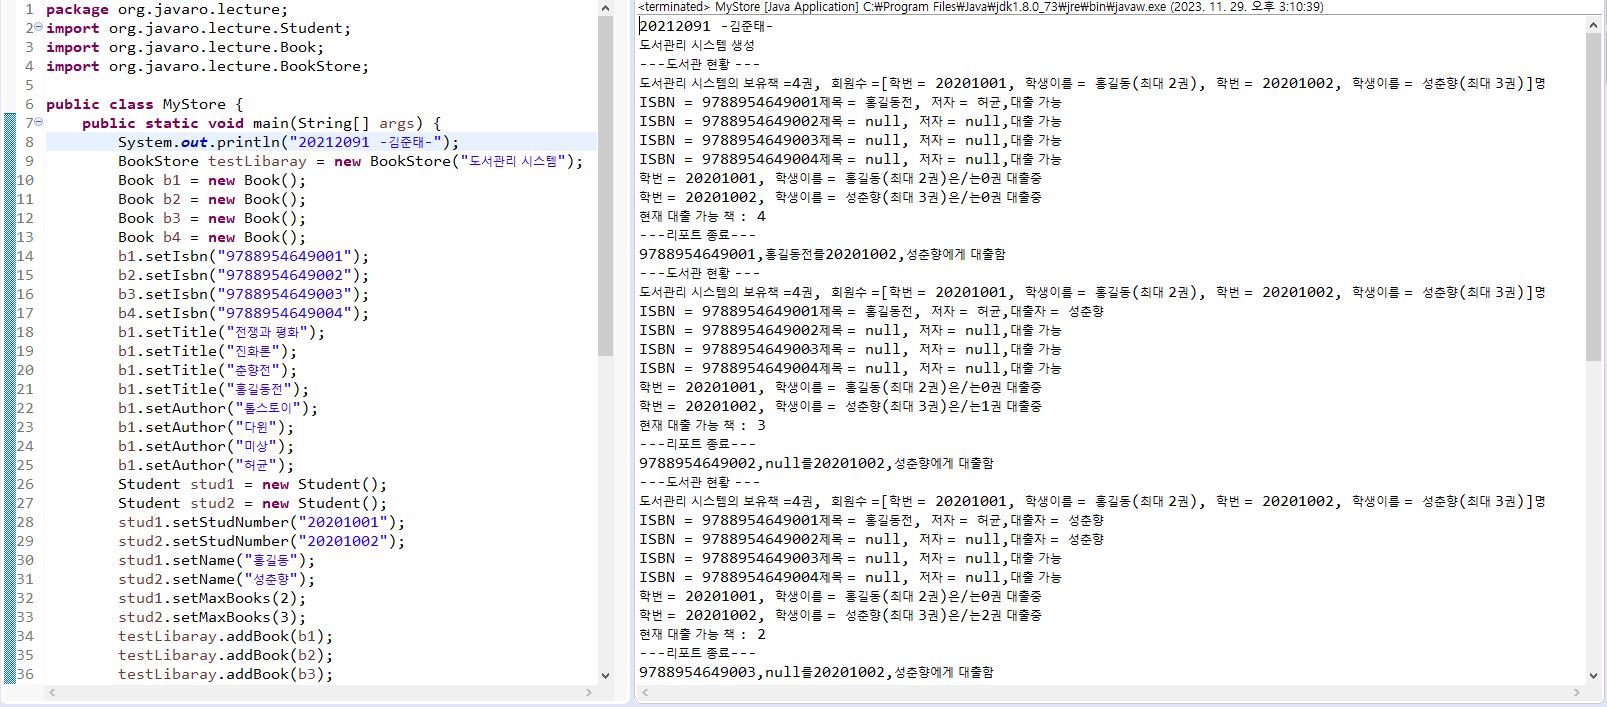 1 package org.javaro.lecture;
2 import org.javaro.lecture.Student;
3 import org.javaro.lecture.Book;
4 import org.javaro.lecture.BookStore;
5
6 public class MyStore {
7 public static void main(String[] args) {
8 System.out.println("20212091 -김준태-");
9 BookStore testLibaray = new BookStore("도서관리 시스템");
10 Book b1 = new Book();
11 Book b2 = new Book();
12 Book b3 = new Book();
13 Book b4 = new Book();
14 b1.setIsbn("9788954649001");
15 b2.setIsbn("9788954649002");
16 b3.setIsbn("9788954649003");
17 b4.setIsbn("9788954649004");
18 b1.setTitle("전쟁과 평화");
19 b1.setTitle("진화론");
20 b1.setTitle("춘향전");
21 b1.setTitle("홍길동전");
22 b1.setAuthor("톨스토이");
23 b1.setAuthor("다윈");
24 b1.setAuthor("미상");
25 b1.setAuthor("허균");
26 Student stud1 = new Student();
27 Student stud2 = new Student();
28 stud1.setStudNumber("20201001");
29 stud2.setStudNumber("20201002");
30 stud1.setName("홍길동");
31 stud2.setName("성춘향");
32 stud1.setMaxBooks(2);
33 stud2.setMaxBooks(3);
34 testLibaray.addBook(b1);
35 testLibaray.addBook(b2);
36 testLibaray.addBook(b3);
<terminated> MyStore [Java Application] C:₩Program Files₩Java₩jdk1.8.0_73₩jre₩bin₩javaw.exe (2023. 11. 29. 오후 3:10:39)
20212091 -김준태-
도서관리 시스템 생성
---도서관 현황 ---
도서관리 시스템의 보유책 =4권, 회원수 =[학번 = 20201001, 학생이름 = 홍길동(최대 2권), 학번 = 20201002, 학생이름 = 성춘향(최대 3권)]명
ISBN = 9788954649001제목 = 홍길동전, 저자 = 허균,대출 가능
ISBN = 9788954649002제목 = null, 저자 = null,대출 가능
ISBN = 9788954649003제목 = null, 저자 = null,대출 가능
ISBN = 9788954649004제목 = null, 저자 = null,대출 가능
학번 = 20201001, 학생이름 = 홍길동(최대 2권)은/는0권 대출중
학번 = 20201002, 학생이름 = 성춘향(최대 3권)은/는0권 대출중
현재 대출 가능 책 : 4
---리포트 종료---
9788954649001,홍길동전를20201002,성춘향에게 대출함
---도서관 현황 ---
도서관리 시스템의 보유책 =4권, 회원수 =[학번 = 20201001, 학생이름 = 홍길동(최대 2권), 학번 = 20201002, 학생이름 = 성춘향(최대 3권)]명
ISBN = 9788954649001제목 = 홍길동전, 저자 = 허균,대출자 = 성춘향
ISBN = 9788954649002제목 = null, 저자 = null,대출 가능
ISBN = 9788954649003제목 = null, 저자 = null,대출 가능
ISBN = 9788954649004제목 = null, 저자 = null,대출 가능
학번 = 20201001, 학생이름 = 홍길동(최대 2권)은/는0권 대출중
학번 = 20201002, 학생이름 = 성춘향(최대 3권)은/는1권 대출중
현재 대출 가능 책 : 3
---리포트 종료---
9788954649002,null를20201002,성춘향에게 대출함
---도서관 현황 ---
도서관리 시스템의 보유책 =4권, 회원수 =[학번 = 20201001, 학생이름 = 홍길동(최대 2권), 학번 = 20201002, 학생이름 = 성춘향(최대 3권)]명
ISBN = 9788954649001제목 = 홍길동전, 저자 = 허균,대출자 = 성춘향
ISBN = 9788954649002제목 = null, 저자 = null,대출자 = 성춘향
ISBN = 9788954649003제목 = null, 저자 = null,대출 가능
ISBN = 9788954649004제목 = null, 저자 = null,대출 가능
학번 = 20201001, 학생이름 = 홍길동(최대 2권)은/는0권 대출중
학번 = 20201002, 학생이름 = 성춘향(최대 3권)은/는2권 대출중
현재 대출 가능 책 : 2
---리포트 종료---
9788954649003,null를20201002,성춘향에게 대출함